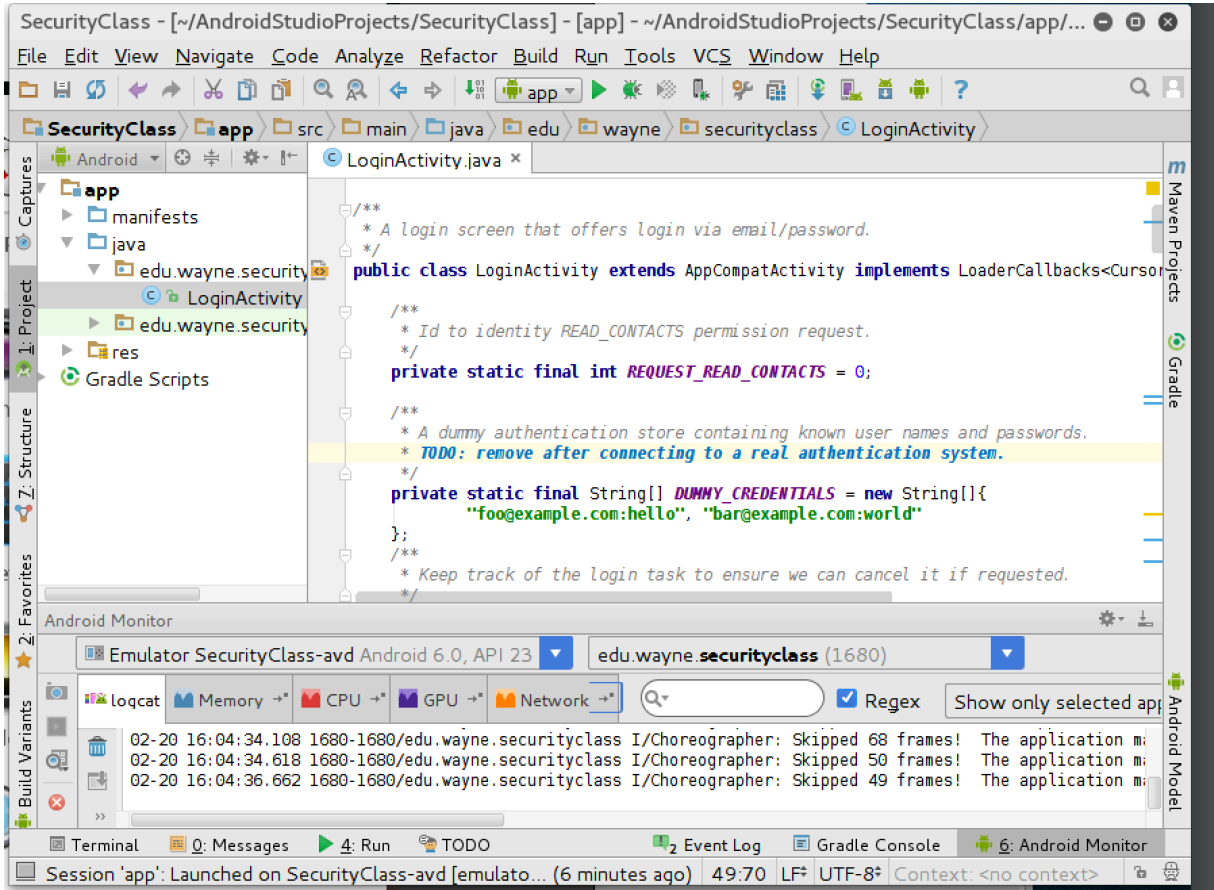 SecurityClass - [~/AndroidStudioProjects/SecurityClass] - [app] - ~/AndroidStudioProjects/SecurityClass/app/...
File Edit View Navigate Code Analyze Refactor Build Run Tools VCS Window Help
app
SecurityClass app src main java edu wayne securityclass LoginActivity
Android
LoginActivity.java
Captures
1: Project
7: Structure
2: Favorites
Build Variants
app
manifests
java
edu.wayne.security
LoginActivity
edu.wayne.security
res
Gradle Scripts
/**
* A login screen that offers login via email/password.
*/
public class LoginActivity extends AppCompatActivity implements LoaderCallbacks<Cursor
/**
* Id to identity READ_CONTACTS permission request.
*/
private static final int REQUEST_READ_CONTACTS = 0;
/**
* A dummy authentication store containing known user names and passwords.
* TODO: remove after connecting to a real authentication system.
*/
private static final String[] DUMMY_CREDENTIALS = new String[]{
"foo@example.com:hello", "bar@example.com:world"
};
/**
* Keep track of the login task to ensure we can cancel it if requested.
*/
Maven Projects
Gradle
Android Model
Android Monitor
Emulator SecurityClass-avd Android 6.0, API 23
edu.wayne.securityclass (1680)
logcat Memory CPU GPU Network Regex Show only selected app
02-20 16:04:34.108 1680-1680/edu.wayne.securityclass I/Choreographer: Skipped 68 frames! The application ma
02-20 16:04:34.618 1680-1680/edu.wayne.securityclass I/Choreographer: Skipped 50 frames! The application ma
02-20 16:04:36.662 1680-1680/edu.wayne.securityclass I/Choreographer: Skipped 49 frames! The application ma
Terminal 0: Messages 4: Run TODO 2 Event Log Gradle Console 6: Android Monitor
Session 'app': Launched on SecurityClass-avd [emulato... (6 minutes ago) 49:70 LF UTF-8 Context: <no context>